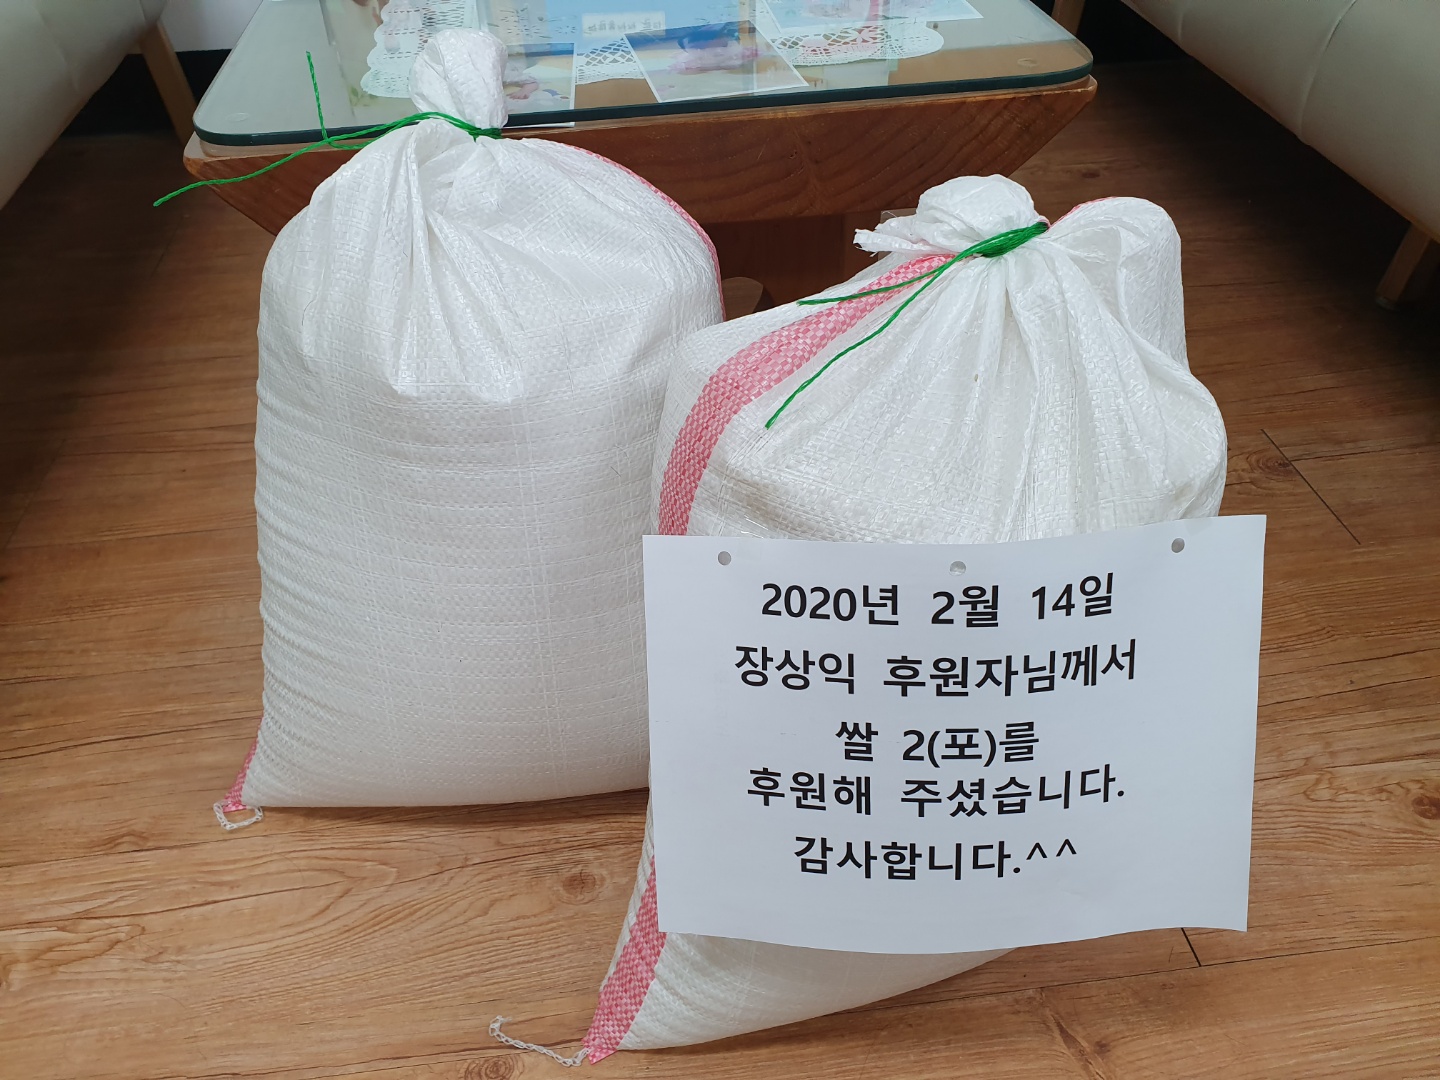 2020년 2월 14일
장상익 후원자님께서
쌀 2(포)를
후원해 주셨습니다.
감사합니다.^^